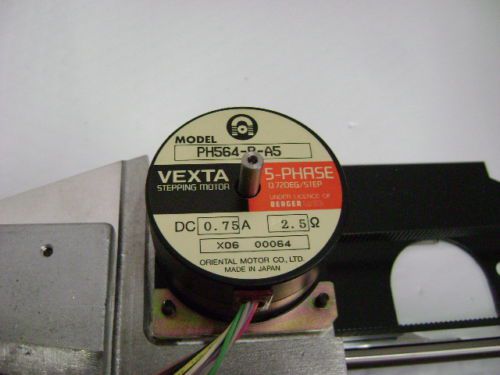 MODEL
PH564-B-A5
VEXTA
STEPPING MOTOR
5-PHASE
0.72DEG/STEP
UNDER LICENCE OF
BERGER
DC 0.75 A 2.5 Ω
X06 00064
ORIENTAL MOTOR CO., LTD.
MADE IN JAPAN